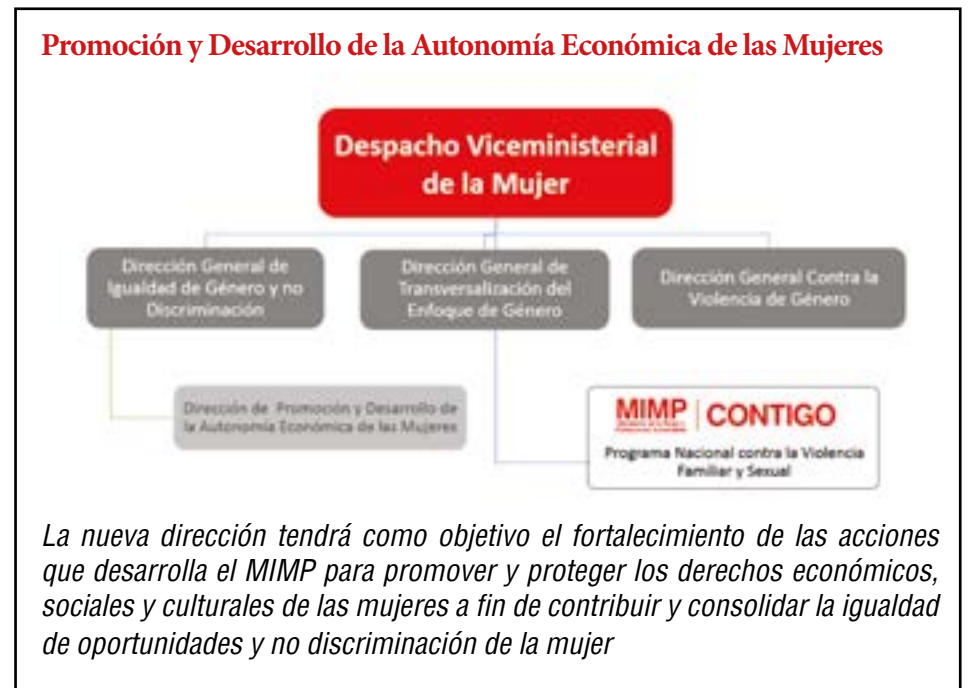 Promoción y Desarrollo de la Autonomía Económica de las Mujeres
Despacho Viceministerial
de la Mujer
Dirección General de
Igualdad de Género y no
Discriminación
Dirección General de
Transversalización del
Enfoque de Género
Dirección General Contra la
Violencia de Género
Dirección de Promoción y Desarrollo de
la Autonomía Económica de las Mujeres
MIMP CONTIGO
Programa Nacional contra la Violencia
Familiar y Sexual
La nueva dirección tendrá como objetivo el fortalecimiento de las acciones
que desarrolla el MIMP para promover y proteger los derechos económicos,
sociales y culturales de las mujeres a fin de contribuir y consolidar la igualdad
de oportunidades y no discriminación de la mujer